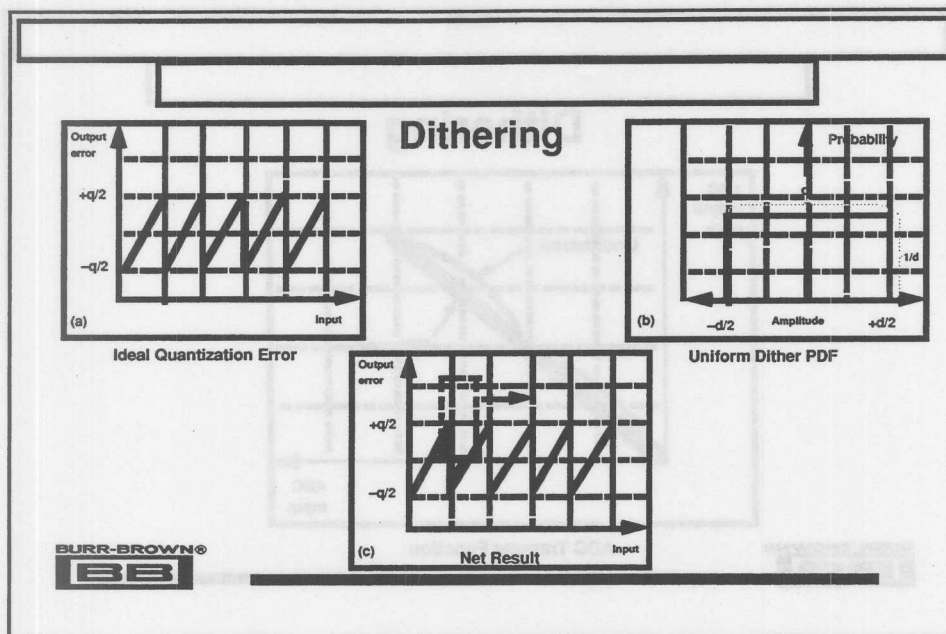 Dithering
Output
error
+q/2
−q/2
(a)
Input
Ideal Quantization Error
Probability
1/d
(b)
−d/2
Amplitude
+d/2
Uniform Dither PDF
Output
error
+q/2
−q/2
(c)
Input
Net Result
BURR-BROWN®
BB